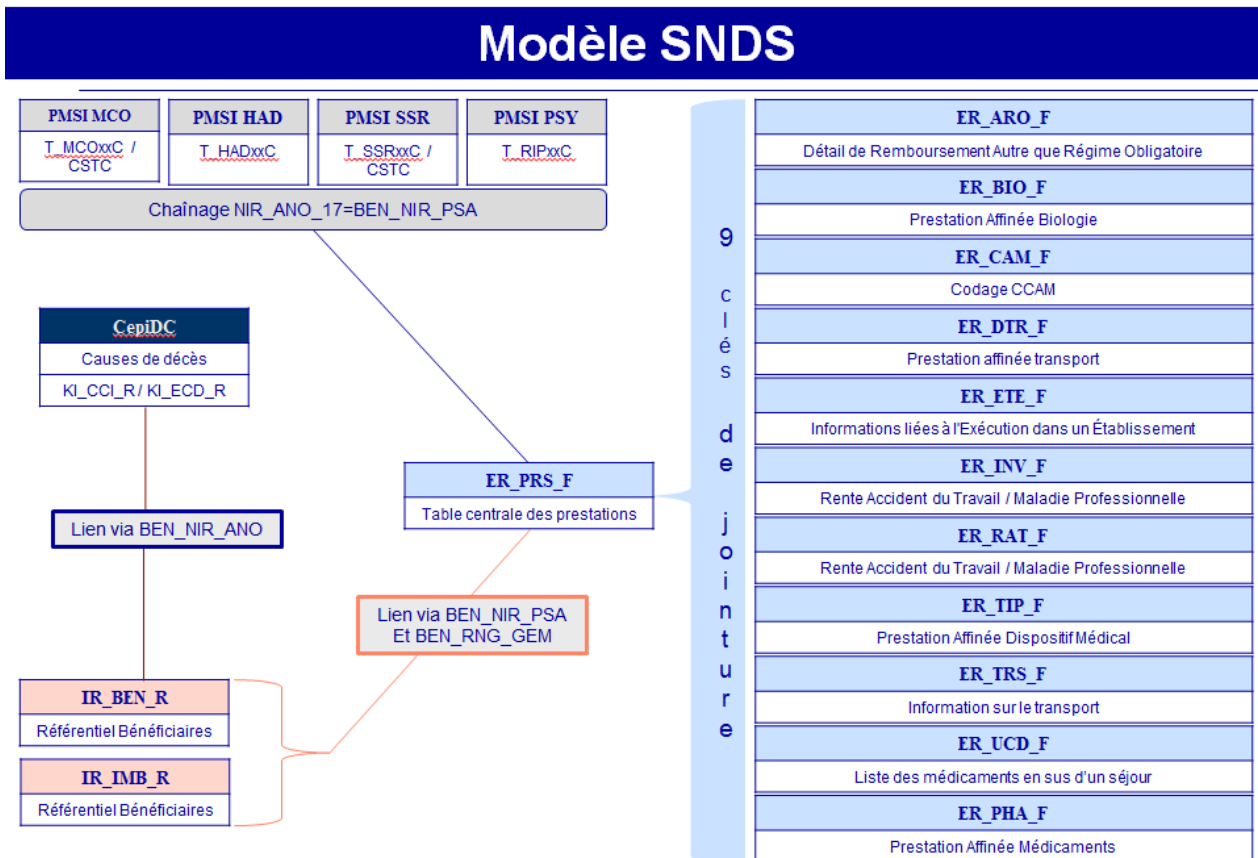 Modèle SNDS
PMSI MCO
T_MCOxxC /
CSTC
PMSI HAD
T_HADxxC
PMSI SSR
T_SSRxxC /
CSTC
PMSI PSY
T_RIPxxC
Chaînage NIR_ANO_17=BEN_NIR_PSA
CepiDC
Causes de décès
KI_CCI_R / KI_ECD_R
Lien via BEN_NIR_ANO
ER_PRS_F
Table centrale des prestations
Lien via BEN_NIR_PSA
Et BEN_RNG_GEM
IR_BEN_R
Référentiel Bénéficiaires
IR_IMB_R
Référentiel Bénéficiaires
9 clés de jointure
ER_ARO_F
Détail de Remboursement Autre que Régime Obligatoire
ER_BIO_F
Prestation Affinée Biologie
ER_CAM_F
Codage CCAM
ER_DTR_F
Prestation affinée transport
ER_ETE_F
Informations liées à l'Exécution dans un Établissement
ER_INV_F
Rente Accident du Travail / Maladie Professionnelle
ER_RAT_F
Rente Accident du Travail / Maladie Professionnelle
ER_TIP_F
Prestation Affinée Dispositif Médical
ER_TRS_F
Information sur le transport
ER_UCD_F
Liste des médicaments en sus d’un séjour
ER_PHA_F
Prestation Affinée Médicaments